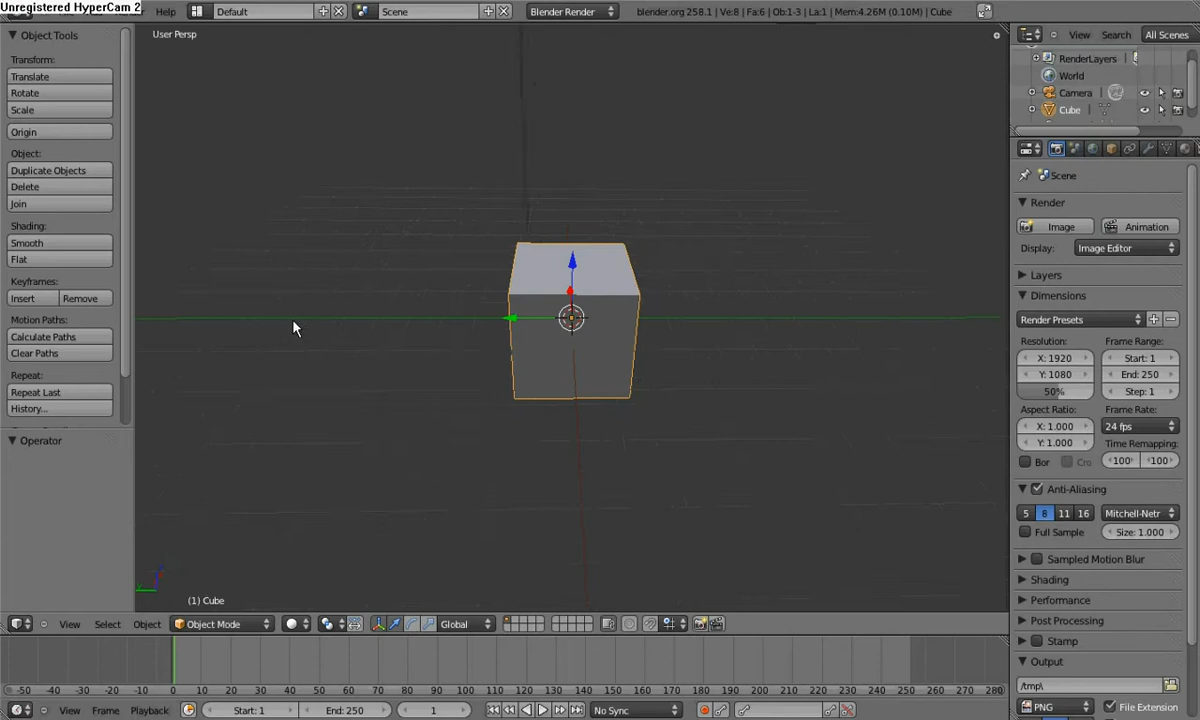 Unregistered HyperCam 2
Help
Default
Scene
Blender Render
blender.org 258.1 | Ve:8 | Fa:6 | Ob:1-3 | La:1 | Mem:4.26M (0.10M) | Cube
Object Tools
Transform:
Translate
Rotate
Scale
Origin
Object:
Duplicate Objects
Delete
Join
Shading:
Smooth
Flat
Keyframes:
Insert
Remove
Motion Paths:
Calculate Paths
Clear Paths
Repeat:
Repeat Last
History...
Operator
User Persp
(1) Cube
View
Select
Object
Object Mode
Global
-50 -40 -30 -20 -10 0 10 20 30 40 50 60 70 80 90 100 110 120 130 140 150 160 170 180 190 200 210 220 230 240 250 260 270 280
View
Frame
Playback
Start: 1
End: 250
1
No Sync
View
Search
All Scenes
RenderLayers
World
Camera
Cube
Scene
Render
Image
Animation
Display:
Image Editor
Layers
Dimensions
Render Presets
Resolution:
Frame Range:
X: 1920
Start: 1
Y: 1080
End: 250
50%
Step: 1
Aspect Ratio:
Frame Rate:
X: 1.000
24 fps
Y: 1.000
Time Remapping:
Bor
Cro
100
100
Anti-Aliasing
5 8 11 16
Mitchell-Netr
Full Sample
Size: 1.000
Sampled Motion Blur
Shading
Performance
Post Processing
Stamp
Output
/tmp\
PNG
File Extension